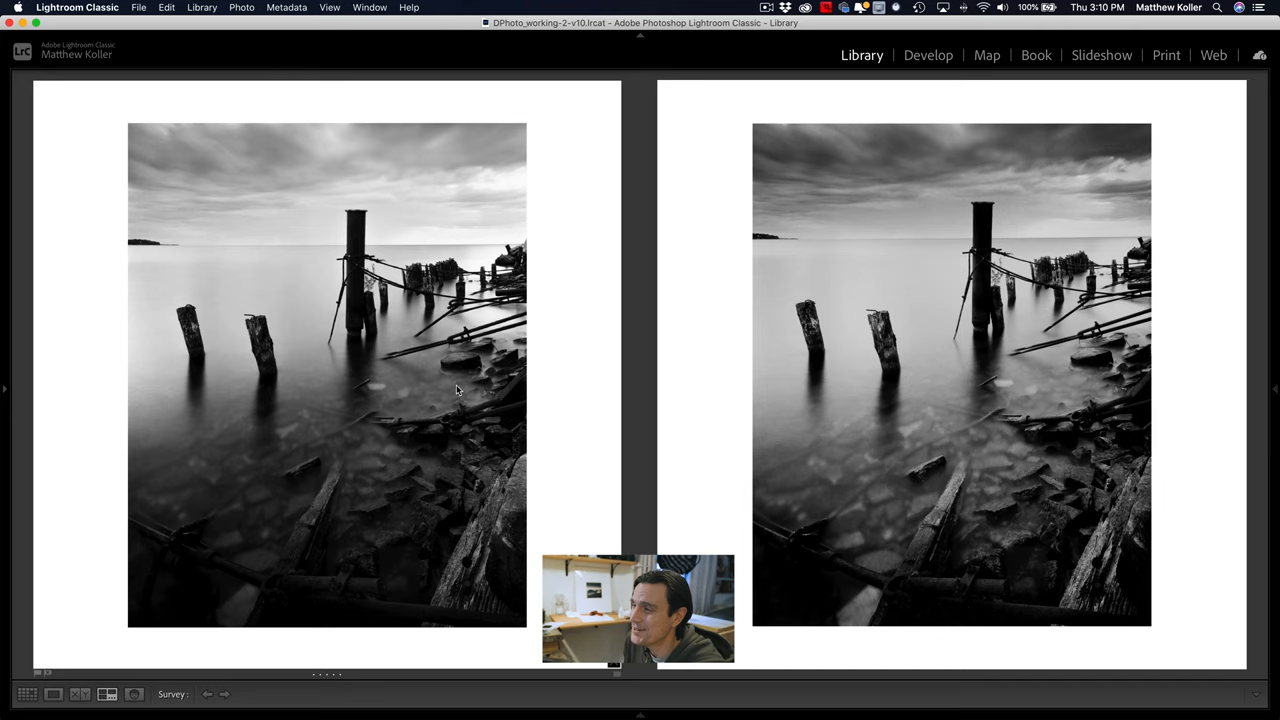 Lightroom Classic File Edit Library Photo Metadata View Window Help 100% Thu 3:10 PM Matthew Koller
DPhoto_working-2-v10.lrcat - Adobe Photoshop Lightroom Classic - Library
LrC
Adobe Lightroom Classic
Matthew Koller
Library | Develop | Map | Book | Slideshow | Print | Web |
XY
Survey :